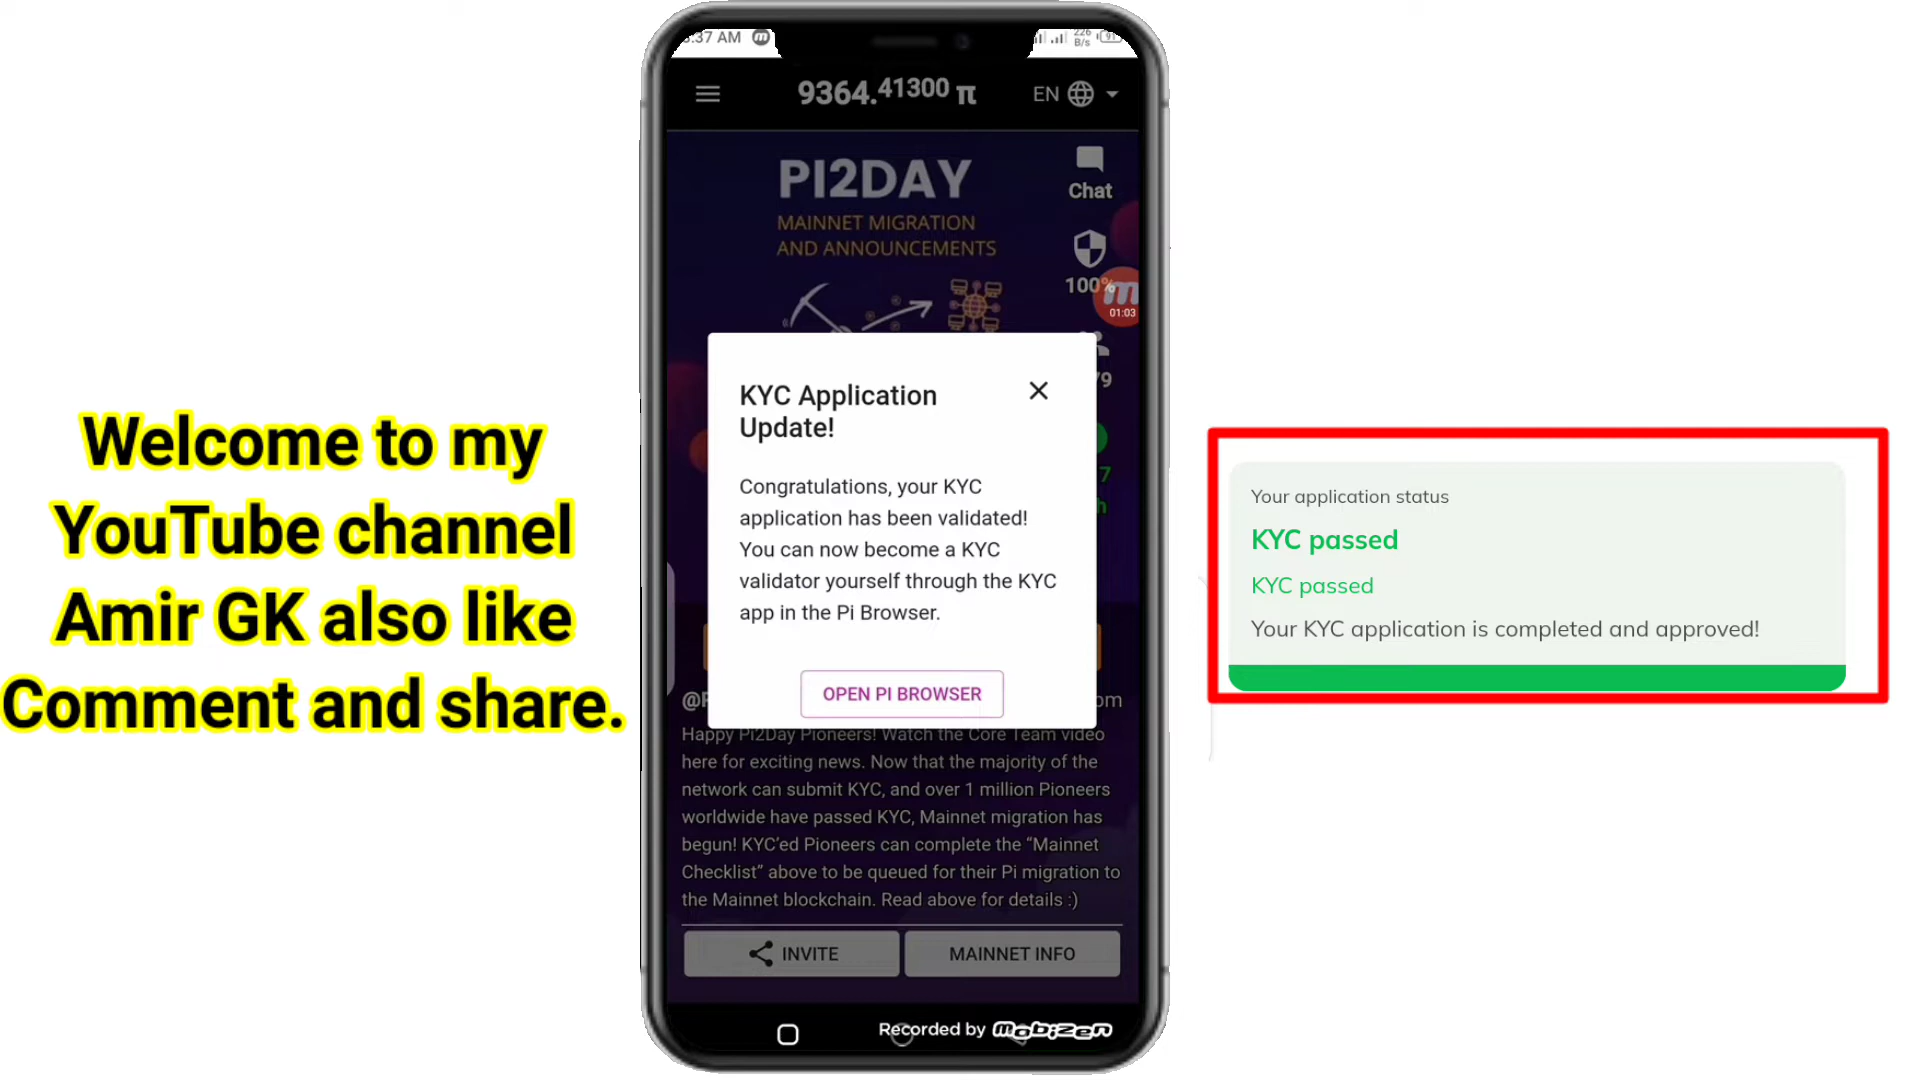 Welcome to my
YouTube channel
Amir GK also like
Comment and share.
:37 AM
226
B/s
91
9364.41300 π
EN
PI2DAY
MAINNET MIGRATION
AND ANNOUNCEMENTS
Chat
100%
01:03
KYC Application
Update!
Congratulations, your KYC
application has been validated!
You can now become a KYC
validator yourself through the KYC
app in the Pi Browser.
OPEN PI BROWSER
Happy Pi2Day Pioneers! Watch the Core Team video
here for exciting news. Now that the majority of the
network can submit KYC, and over 1 million Pioneers
worldwide have passed KYC, Mainnet migration has
begun! KYC'ed Pioneers can complete the “Mainnet
Checklist” above to be queued for their Pi migration to
the Mainnet blockchain. Read above for details :)
INVITE
MAINNET INFO
Recorded by mobizen
Your application status
KYC passed
KYC passed
Your KYC application is completed and approved!